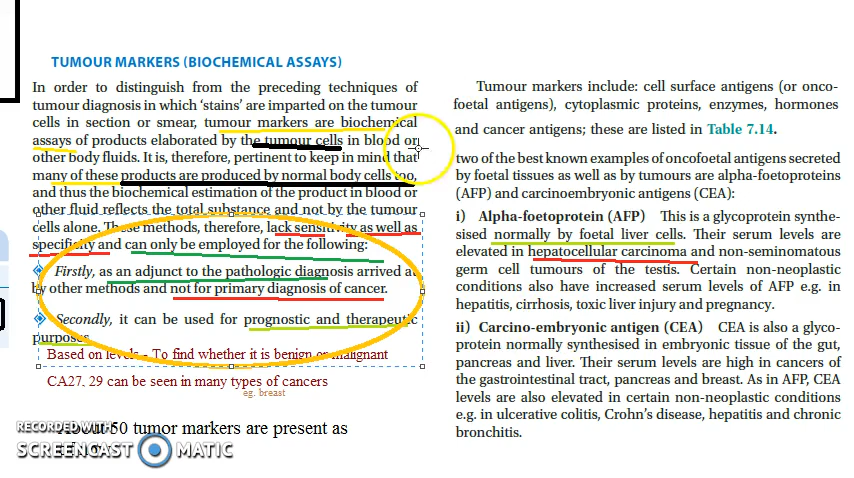 TUMOUR MARKERS (BIOCHEMICAL ASSAYS)
In order to distinguish from the preceding techniques of
tumour diagnosis in which 'stains' are imparted on the tumour
cells in section or smear, tumour markers are biochemical
assays of products elaborated by the tumour cells in blood or
other body fluids. It is, therefore, pertinent to keep in mind that
many of these products are produced by normal body cells too,
and thus the biochemical estimation of the product in blood or
other fluid reflects the total substance and not by the tumour
cells alone. These methods, therefore, lack sensitivity as well as
specificity and can only be employed for the following:
Firstly, as an adjunct to the pathologic diagnosis arrived at
by other methods and not for primary diagnosis of cancer.
Secondly, it can be used for prognostic and therapeutic
purposes.
Based on levels – To find whether it is benign or malignant
CA27, 29 can be seen in many types of cancers
eg. breast
About 50 tumor markers are present as
RECORDED WITH
SCREENCAST MATIC
Tumour markers include: cell surface antigens (or onco-
foetal antigens), cytoplasmic proteins, enzymes, hormones
and cancer antigens; these are listed in Table 7.14.
two of the best known examples of oncofoetal antigens secreted
by foetal tissues as well as by tumours are alpha-foetoproteins
(AFP) and carcinoembryonic antigens (CEA):
i) Alpha-foetoprotein (AFP) This is a glycoprotein synthe-
sised normally by foetal liver cells. Their serum levels are
elevated in hepatocellular carcinoma and non-seminomatous
germ cell tumours of the testis. Certain non-neoplastic
conditions also have increased serum levels of AFP e.g. in
hepatitis, cirrhosis, toxic liver injury and pregnancy.
ii) Carcino-embryonic antigen (CEA) CEA is also a glyco-
protein normally synthesised in embryonic tissue of the gut,
pancreas and liver. Their serum levels are high in cancers of
the gastrointestinal tract, pancreas and breast. As in AFP, CEA
levels are also elevated in certain non-neoplastic conditions
e.g. in ulcerative colitis, Crohn's disease, hepatitis and chronic
bronchitis.